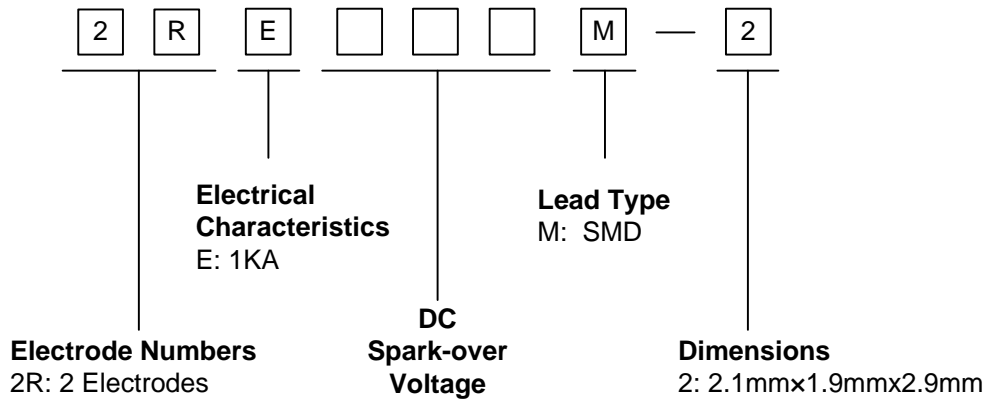 2 R E M — 2
Electrical
Characteristics
E: 1KA
Lead Type
M: SMD
DC
Spark-over
Voltage
Electrode Numbers
2R: 2 Electrodes
Dimensions
2: 2.1mm×1.9mmx2.9mm